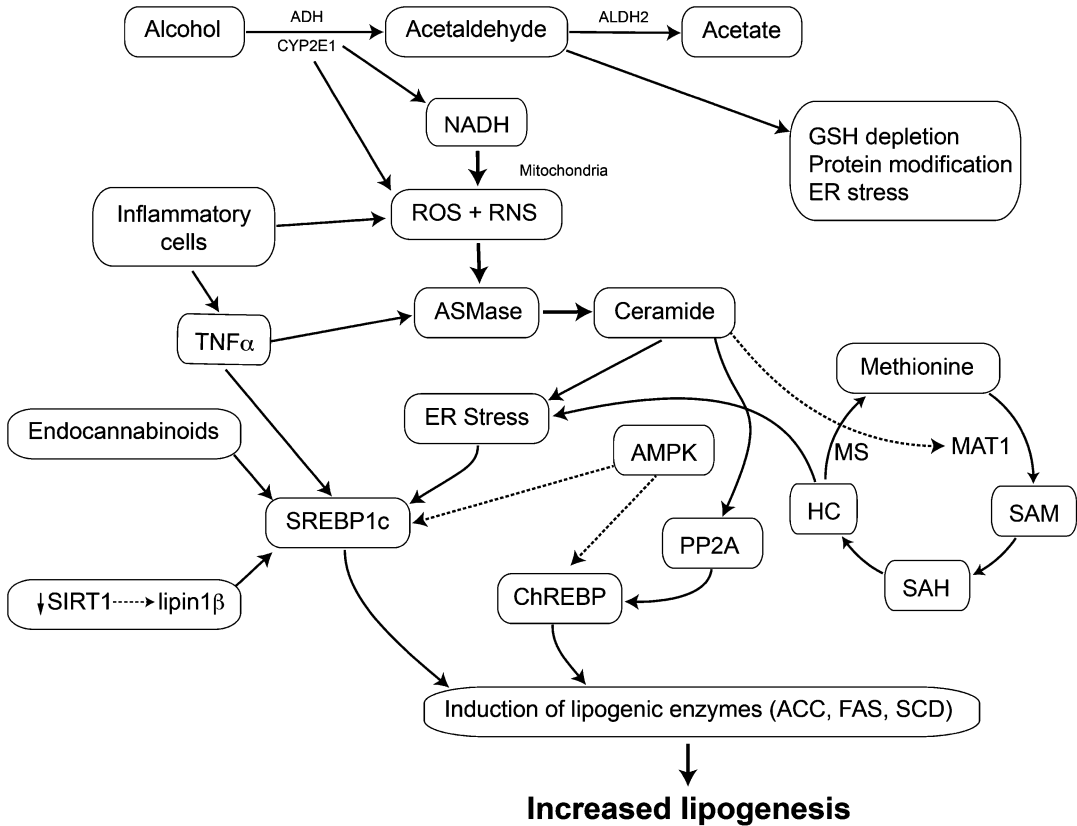 Alcohol
ADH
CYP2E1
Acetaldehyde
ALDH2
Acetate
NADH
Mitochondria
GSH depletion
Protein modification
ER stress
Inflammatory
cells
ROS + RNS
TNFα
ASMase
Ceramide
Methionine
Endocannabinoids
ER Stress
AMPK
MS
MAT1
SREBP1c
HC
SAM
PP2A
SAH
SIRT1
lipin1β
ChREBP
Induction of lipogenic enzymes (ACC, FAS, SCD)
Increased lipogenesis